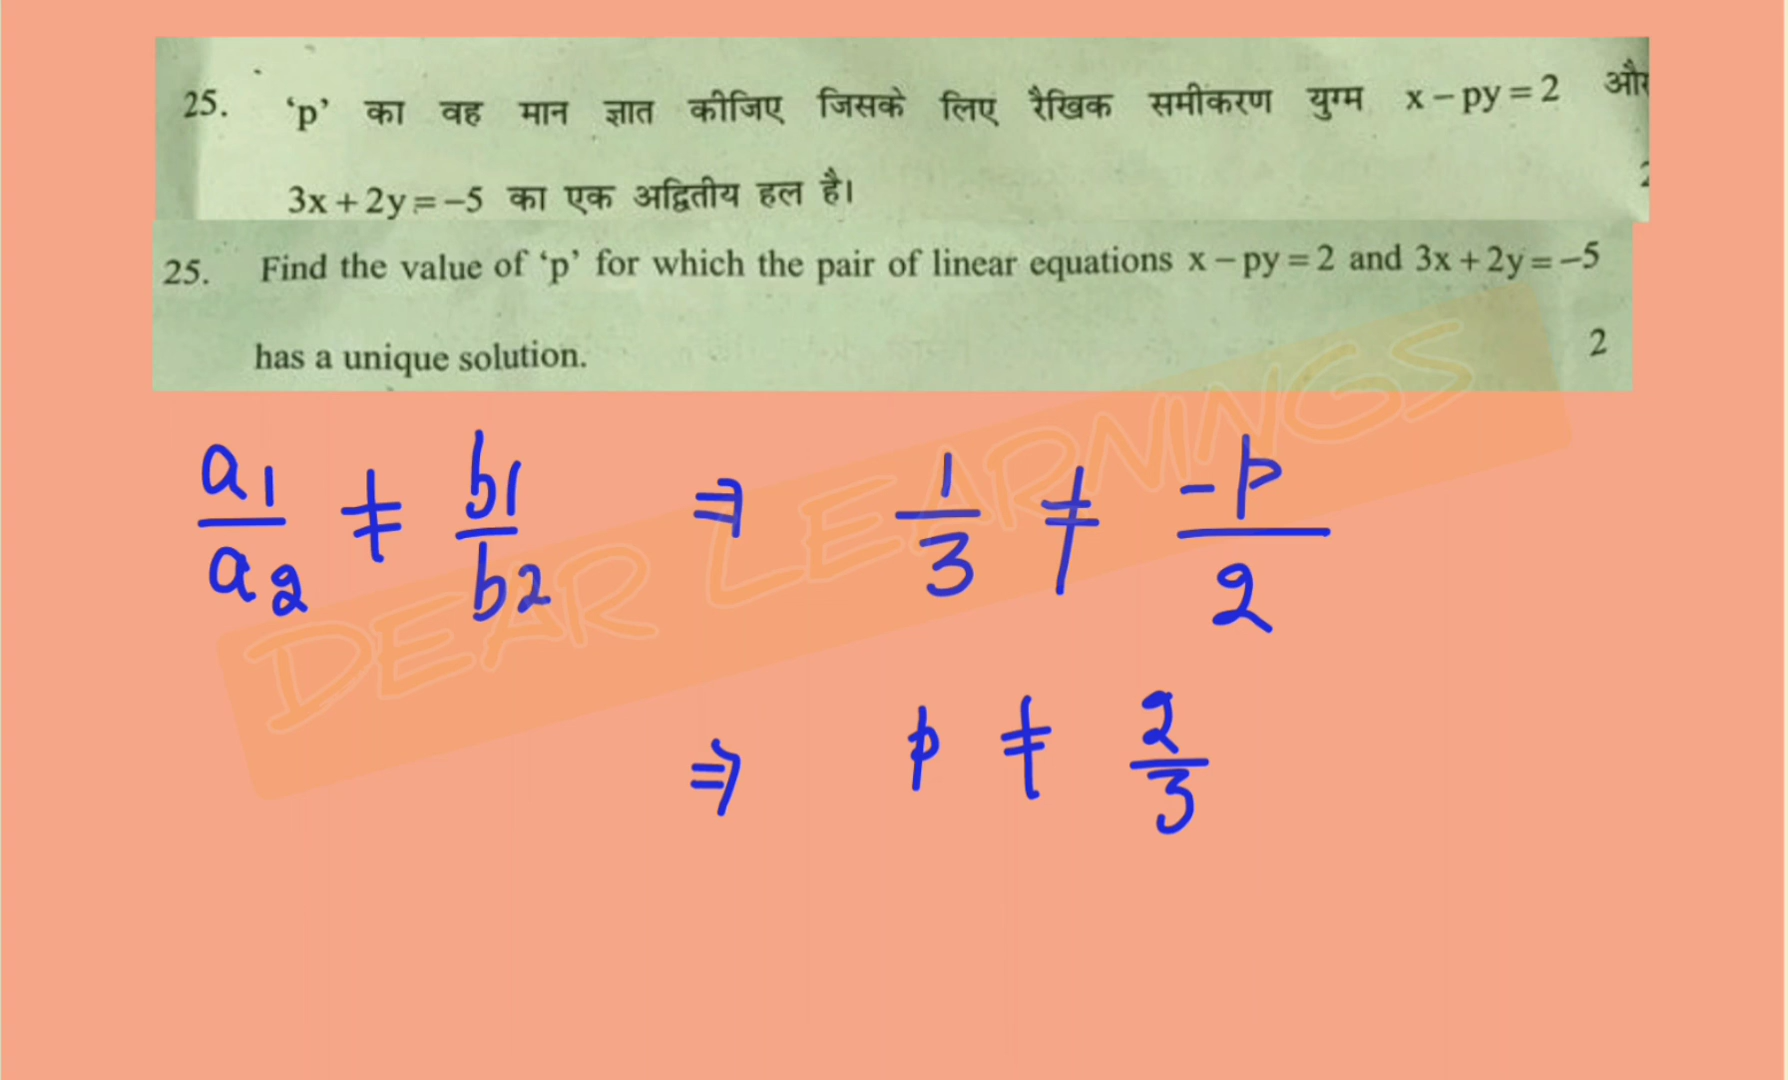 25. ‘p’ का वह मान ज्ञात कीजिए जिसके लिए रैखिक समीकरण युग्म x – py = 2 और
3x + 2y = –5 का एक अद्वितीय हल है। 2
25. Find the value of ‘p’ for which the pair of linear equations x – py = 2 and 3x + 2y = –5
has a unique solution. 2
a1/a2 ≠ b1/b2 ⇒ 1/3 ≠ -p/2
⇒ p ≠ 2/3
DEAR LEARNINGS